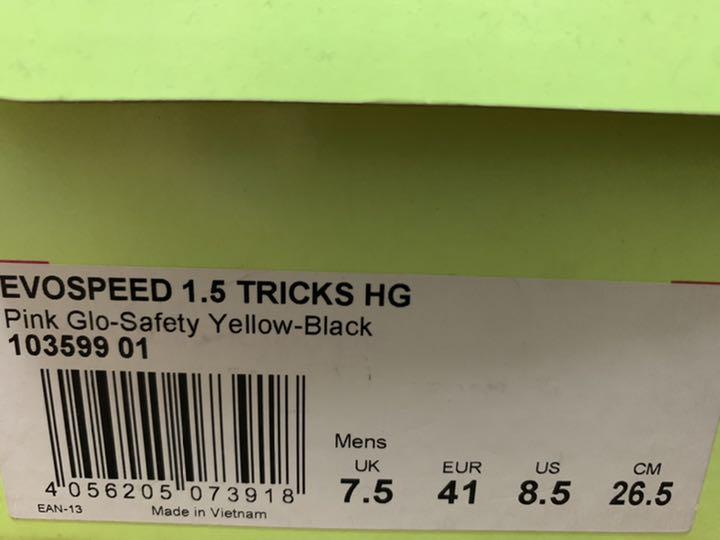 EVOSPEED 1.5 TRICKS HG
Pink Glo-Safety Yellow-Black
103599 01
4 056205 073918
EAN-13
Made in Vietnam
Mens
UK EUR US CM
7.5 41 8.5 26.5